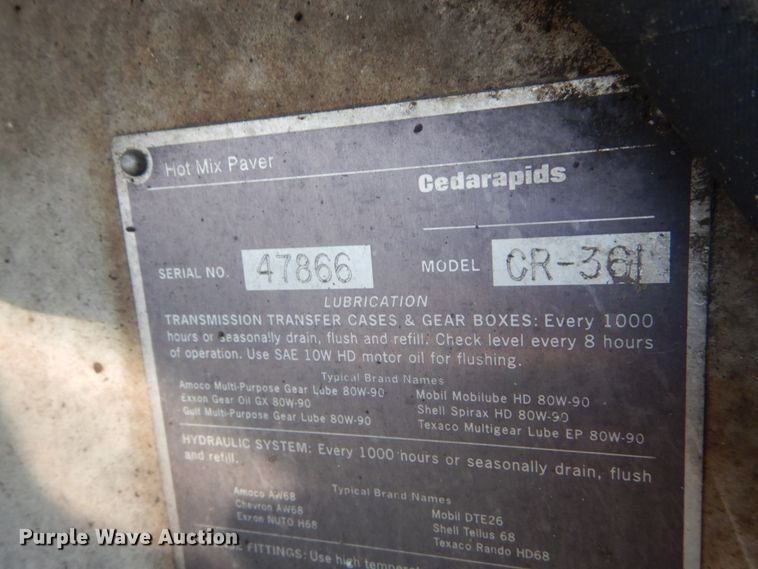 Hot Mix Paver
Cedarapids
SERIAL NO. 47866 MODEL CR-361
LUBRICATION
TRANSMISSION TRANSFER CASES & GEAR BOXES: Every 1000
hours or seasonally drain, flush and refill. Check level every 8 hours
of operation. Use SAE 10W HD motor oil for flushing.
Typical Brand Names
Amoco Multi-Purpose Gear Lube 80W-90
Exxon Gear Oil GX 80W-90
Gulf Multi-Purpose Gear Lube 80W-90
Mobil Mobilube HD 80W-90
Shell Spirax HD 80W-90
Texaco Multigear Lube EP 80W-90
HYDRAULIC SYSTEM: Every 1000 hours or seasonally drain, flush
and refill.
Typical Brand Names
Amoco AW68
Chevron AW68
Exxon NUTO H68
Mobil DTE26
Shell Tellus 68
Texaco Rando HD68
FITTINGS: Use high
Purple Wave Auction